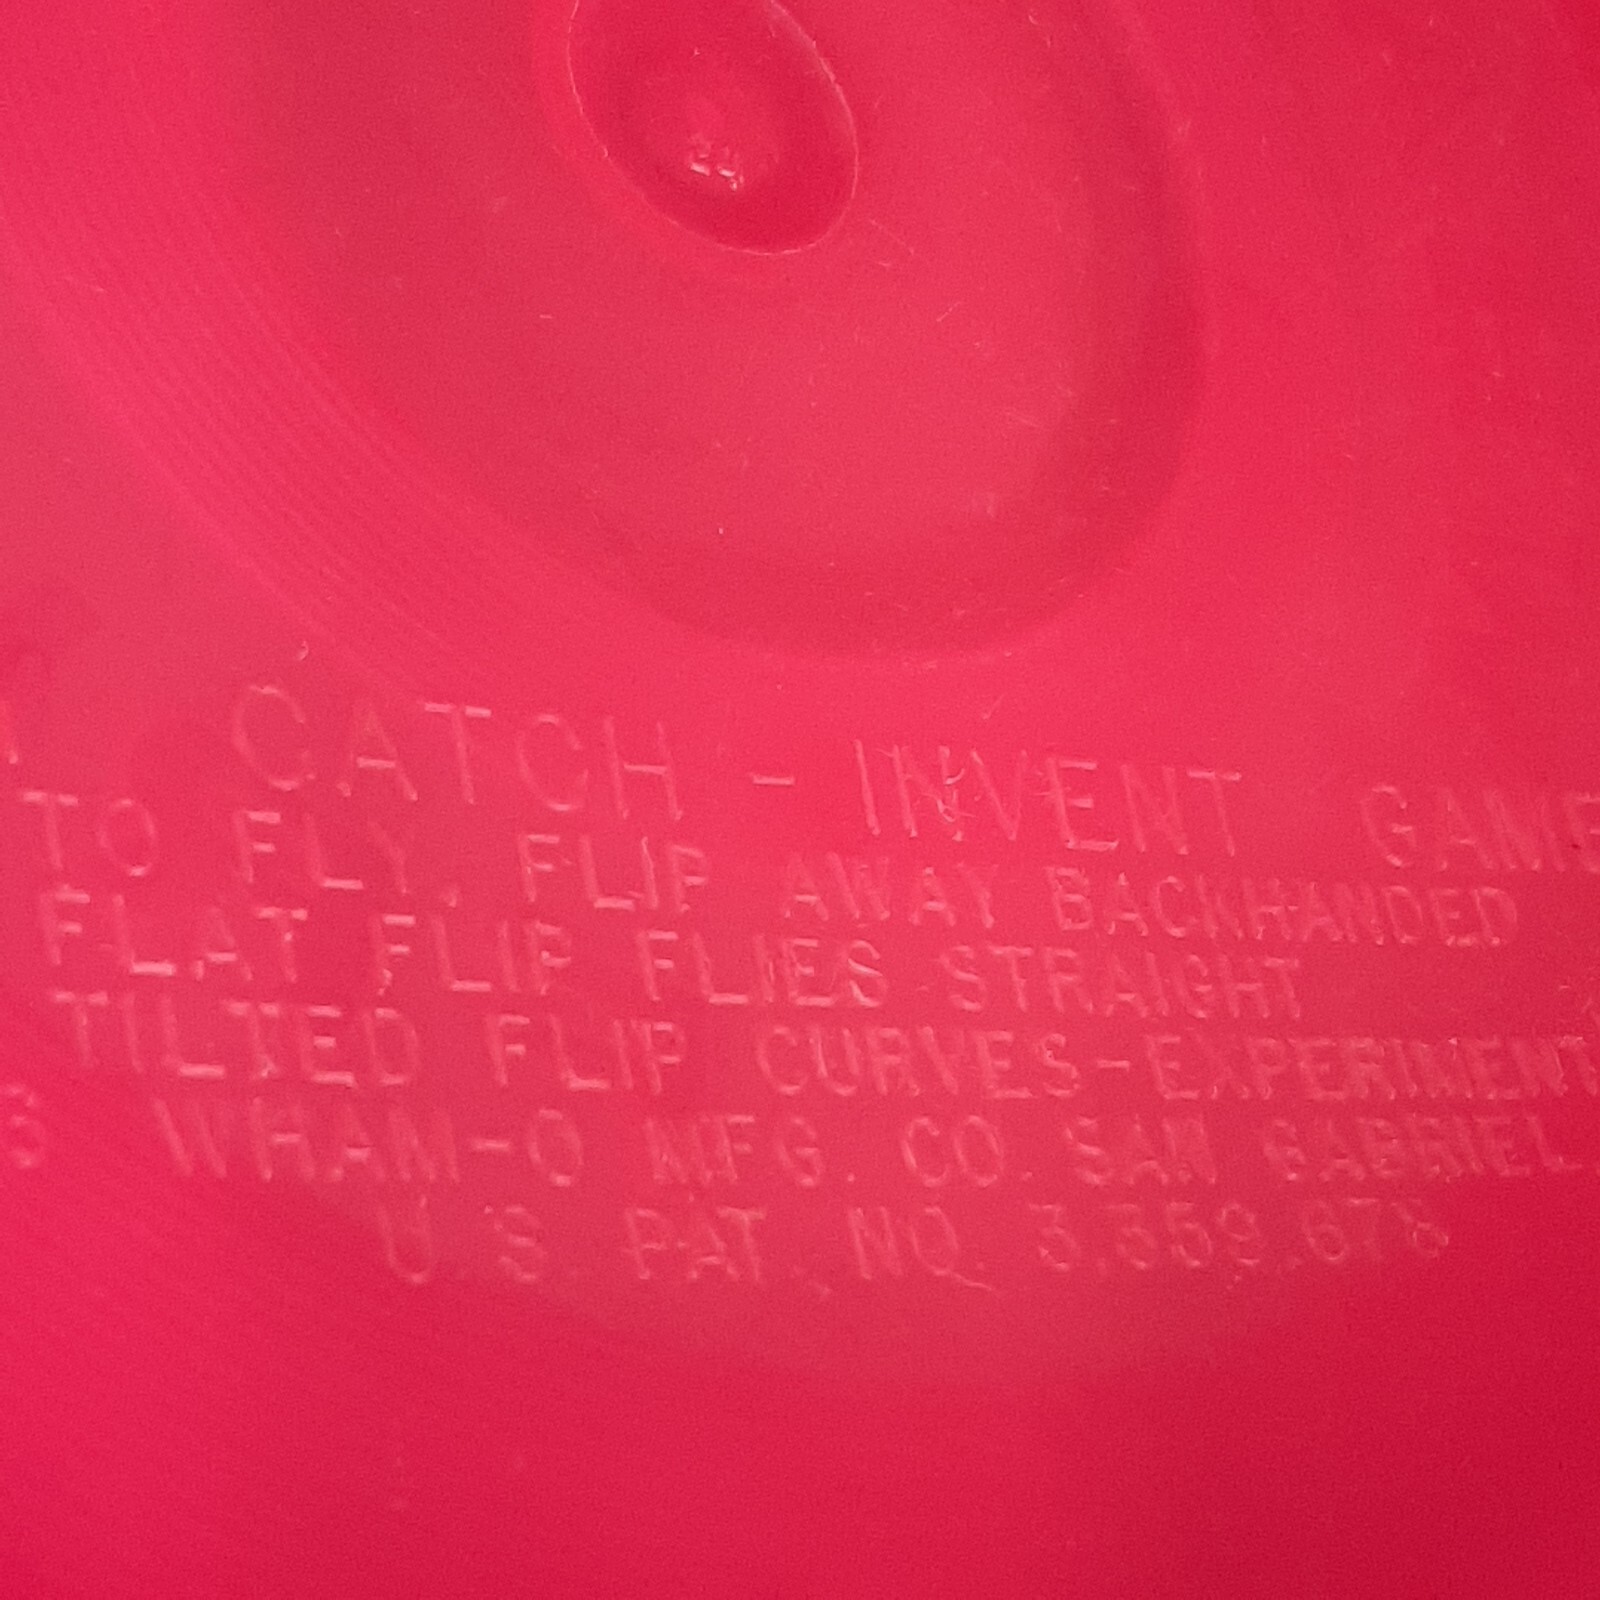 CATCH - INVENT GAMES
TO FLY, FLIP AWAY BACKHANDED
FLAT FLIP FLIES STRAIGHT
TILTED FLIP CURVES-EXPERIMENT
WHAM-O MFG. CO. SAN GABRIEL,
U.S. PAT. NO. 3,359,678